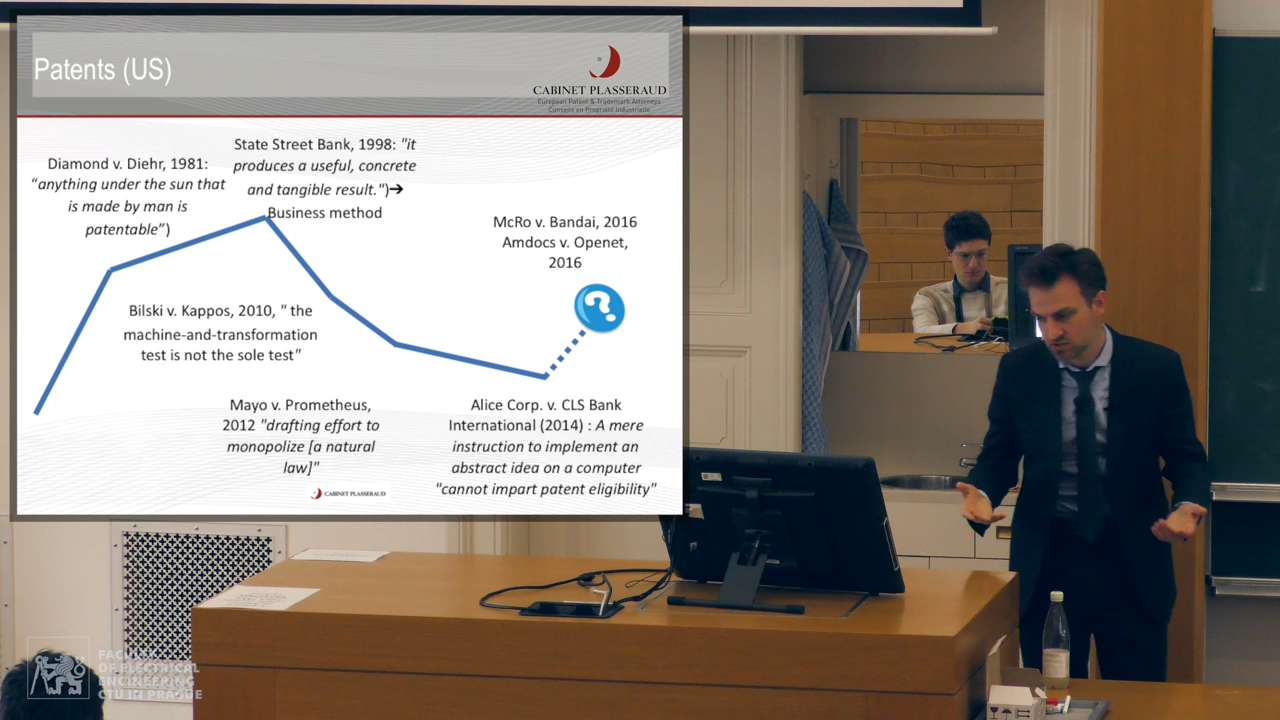 Patents (US)
CABINET PLASSERAUD
European Patent & Trademark Attorneys
Conseils en Propriété Industrielle
Diamond v. Diehr, 1981:
“anything under the sun that
is made by man is
patentable”)
State Street Bank, 1998: "it
produces a useful, concrete
and tangible result.")➔
Business method
McRo v. Bandai, 2016
Amdocs v. Openet,
2016
?
Bilski v. Kappos, 2010, “ the
machine-and-transformation
test is not the sole test”
Mayo v. Prometheus,
2012 "drafting effort to
monopolize [a natural
law]"
Alice Corp. v. CLS Bank
International (2014) : A mere
instruction to implement an
abstract idea on a computer
"cannot impart patent eligibility"
CABINET PLASSERAUD
FACULTY
OF ELECTRICAL
ENGINEERING
CTU IN PRAGUE